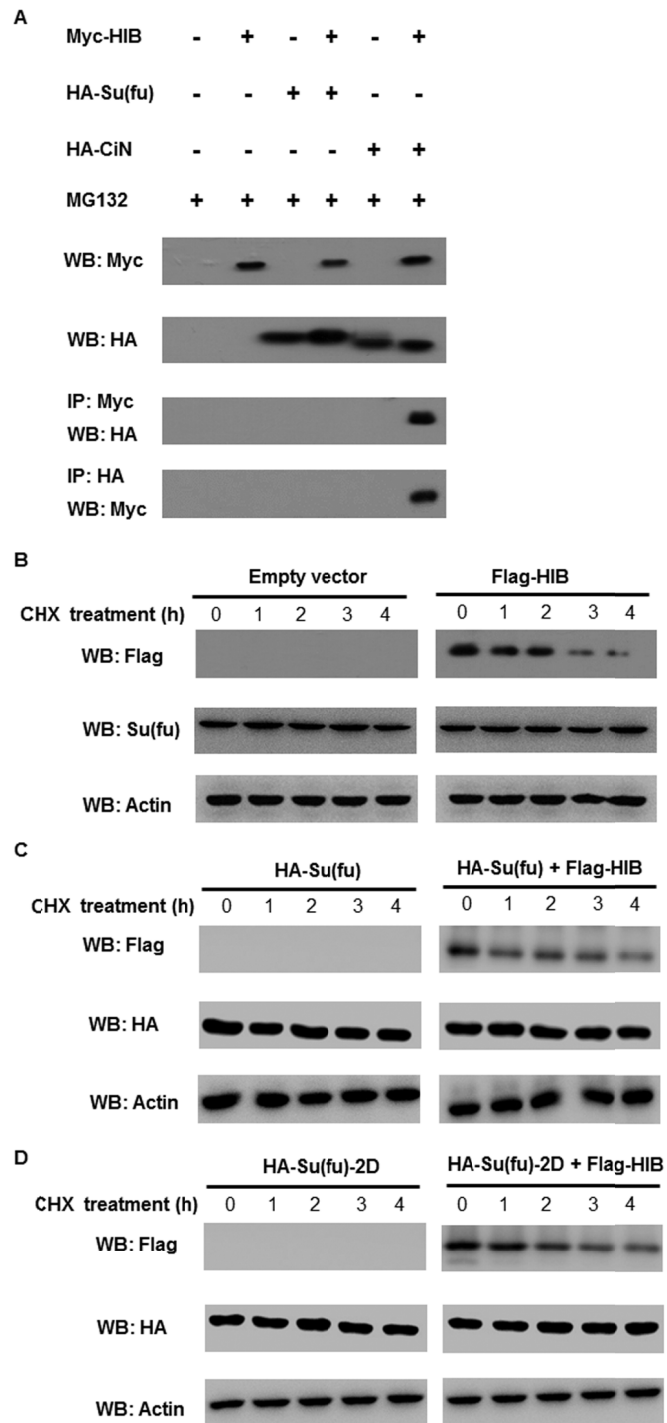 A
Myc-HIB - + - + - +
HA-Su(fu) - - + + - -
HA-CiN - - - - + +
MG132 + + + + + +
WB: Myc
WB: HA
IP: Myc
WB: HA
IP: HA
WB: Myc
B
Empty vector Flag-HIB
CHX treatment (h) 0 1 2 3 4 0 1 2 3 4
WB: Flag
WB: Su(fu)
WB: Actin
C
HA-Su(fu) HA-Su(fu) + Flag-HIB
CHX treatment (h) 0 1 2 3 4 0 1 2 3 4
WB: Flag
WB: HA
WB: Actin
D
HA-Su(fu)-2D HA-Su(fu)-2D + Flag-HIB
CHX treatment (h) 0 1 2 3 4 0 1 2 3 4
WB: Flag
WB: HA
WB: Actin